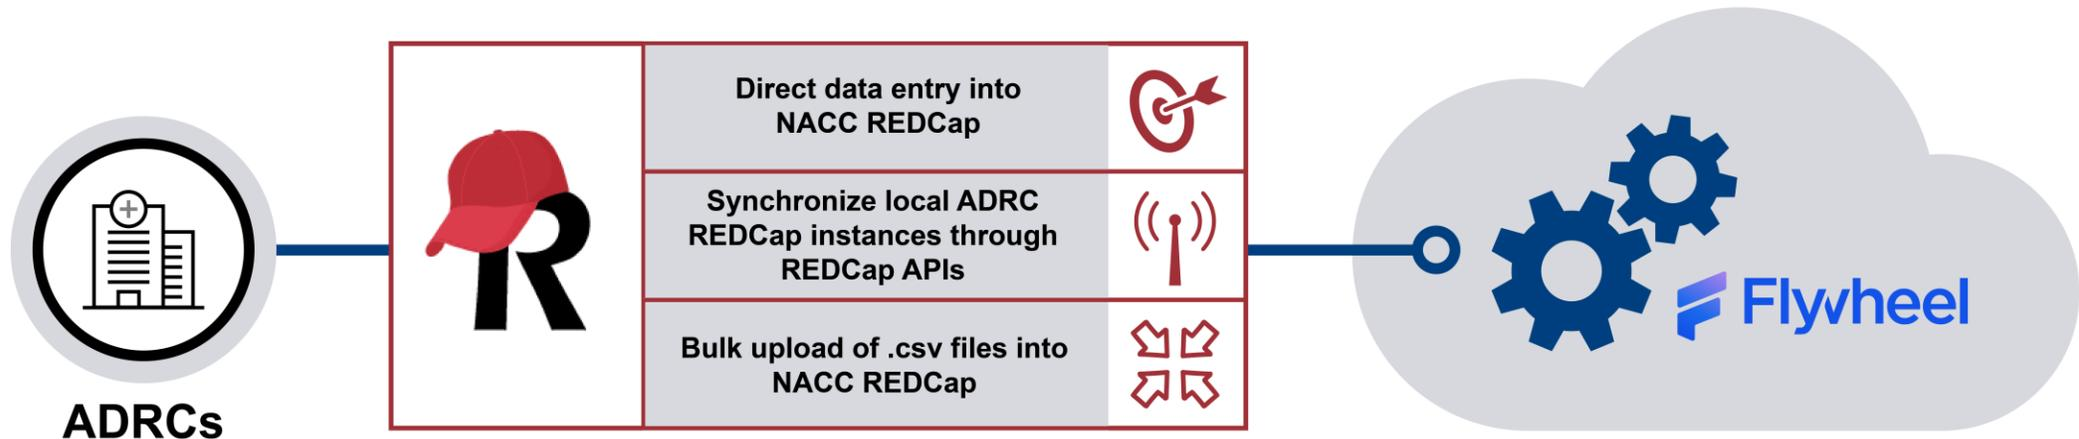 Direct data entry into
NACC REDCap
Synchronize local ADRC
REDCap instances through
REDCap APIs
Bulk upload of .csv files into
NACC REDCap
R
Flywheel
ADRCs